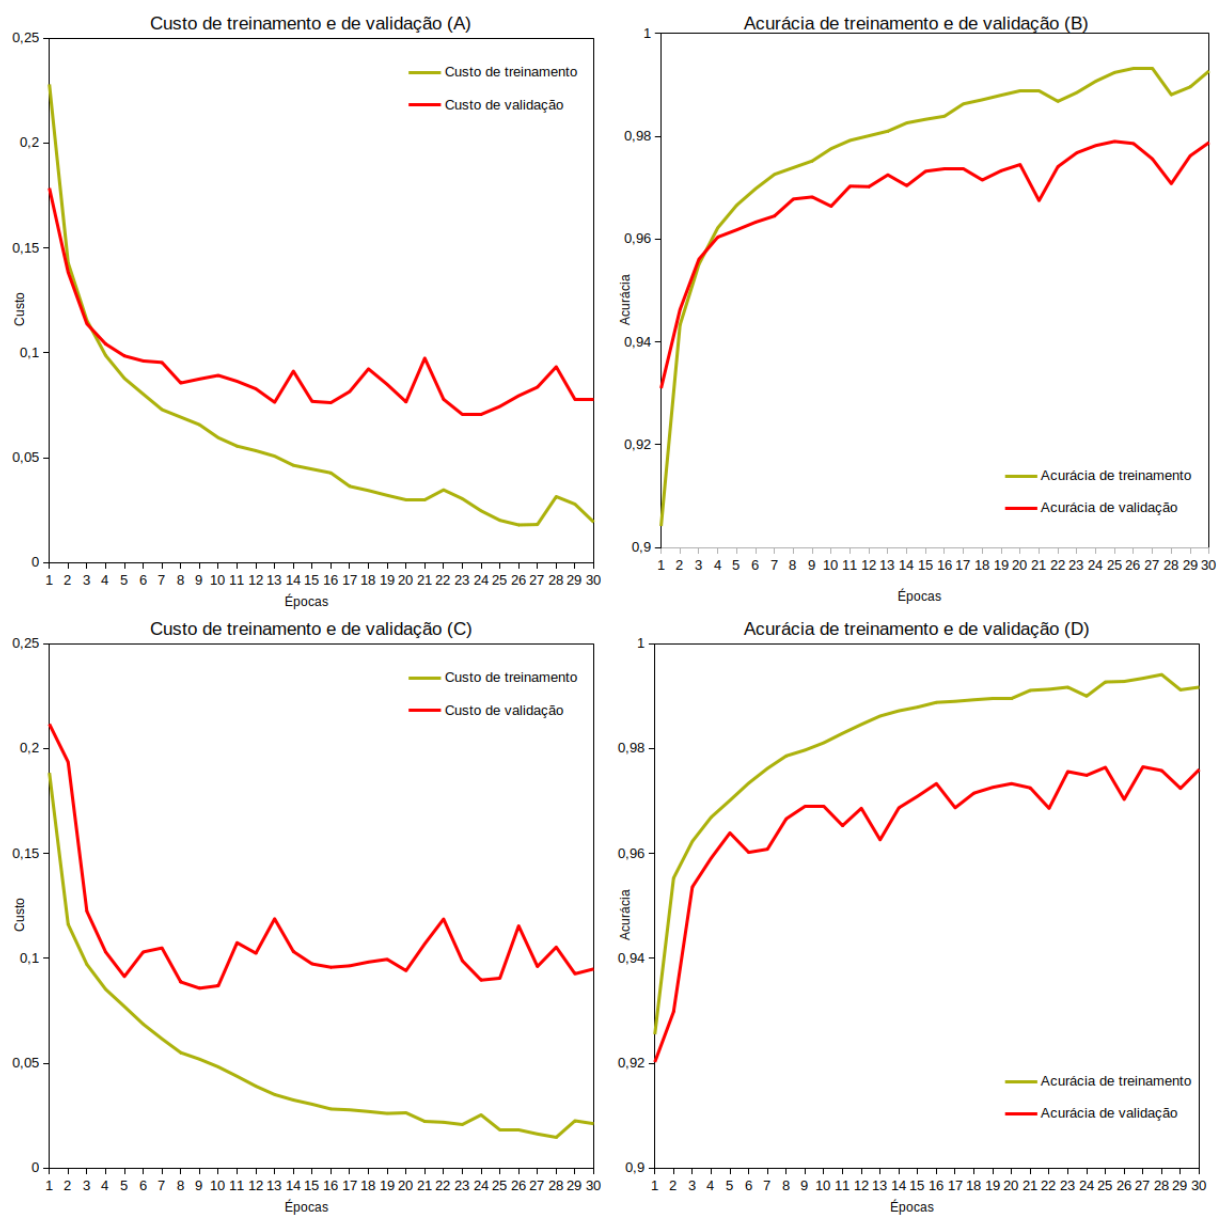 Custo de treinamento e de validação (A)
0,25
0,2
0,15
0,1
0,05
0
Custo
Custo de treinamento
Custo de validação
1 2 3 4 5 6 7 8 9 10 11 12 13 14 15 16 17 18 19 20 21 22 23 24 25 26 27 28 29 30
Épocas
Acurácia de treinamento e de validação (B)
1
0,98
0,96
0,94
0,92
0,9
Acurácia
Acurácia de treinamento
Acurácia de validação
1 2 3 4 5 6 7 8 9 10 11 12 13 14 15 16 17 18 19 20 21 22 23 24 25 26 27 28 29 30
Épocas
Custo de treinamento e de validação (C)
0,25
0,2
0,15
0,1
0,05
0
Custo
Custo de treinamento
Custo de validação
1 2 3 4 5 6 7 8 9 10 11 12 13 14 15 16 17 18 19 20 21 22 23 24 25 26 27 28 29 30
Épocas
Acurácia de treinamento e de validação (D)
1
0,98
0,96
0,94
0,92
0,9
Acurácia
Acurácia de treinamento
Acurácia de validação
1 2 3 4 5 6 7 8 9 10 11 12 13 14 15 16 17 18 19 20 21 22 23 24 25 26 27 28 29 30
Épocas